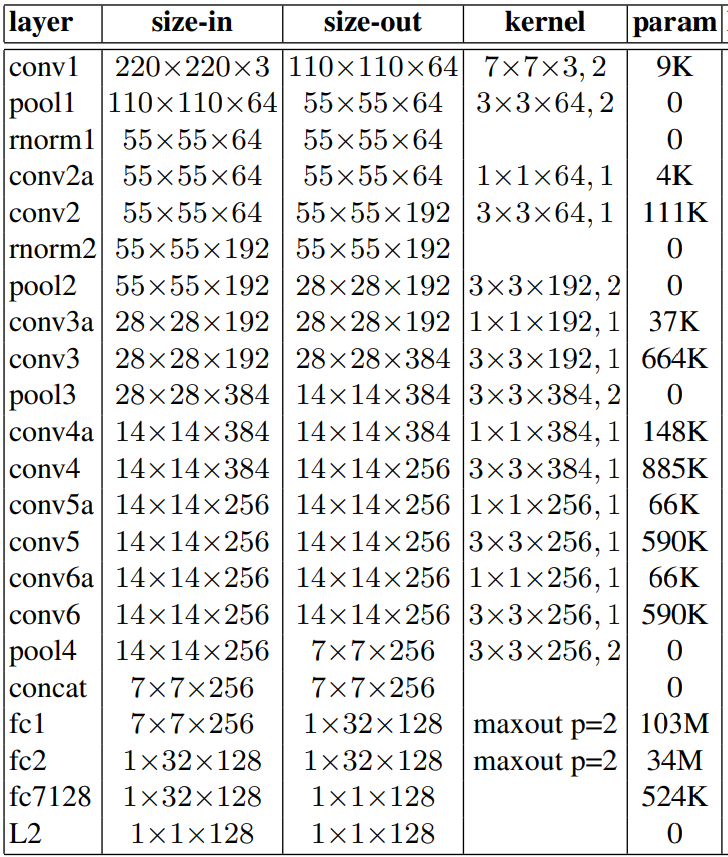 layer size-in size-out kernel param
conv1 220×220×3 110×110×64 7×7×3, 2 9K
pool1 110×110×64 55×55×64 3×3×64, 2 0
rnorm1 55×55×64 55×55×64 0
conv2a 55×55×64 55×55×64 1×1×64, 1 4K
conv2 55×55×64 55×55×192 3×3×64, 1 111K
rnorm2 55×55×192 55×55×192 0
pool2 55×55×192 28×28×192 3×3×192, 2 0
conv3a 28×28×192 28×28×192 1×1×192, 1 37K
conv3 28×28×192 28×28×384 3×3×192, 1 664K
pool3 28×28×384 14×14×384 3×3×384, 2 0
conv4a 14×14×384 14×14×384 1×1×384, 1 148K
conv4 14×14×384 14×14×256 3×3×384, 1 885K
conv5a 14×14×256 14×14×256 1×1×256, 1 66K
conv5 14×14×256 14×14×256 3×3×256, 1 590K
conv6a 14×14×256 14×14×256 1×1×256, 1 66K
conv6 14×14×256 14×14×256 3×3×256, 1 590K
pool4 14×14×256 7×7×256 3×3×256, 2 0
concat 7×7×256 7×7×256 0
fc1 7×7×256 1×32×128 maxout p=2 103M
fc2 1×32×128 1×32×128 maxout p=2 34M
fc7128 1×32×128 1×1×128 524K
L2 1×1×128 1×1×128 0